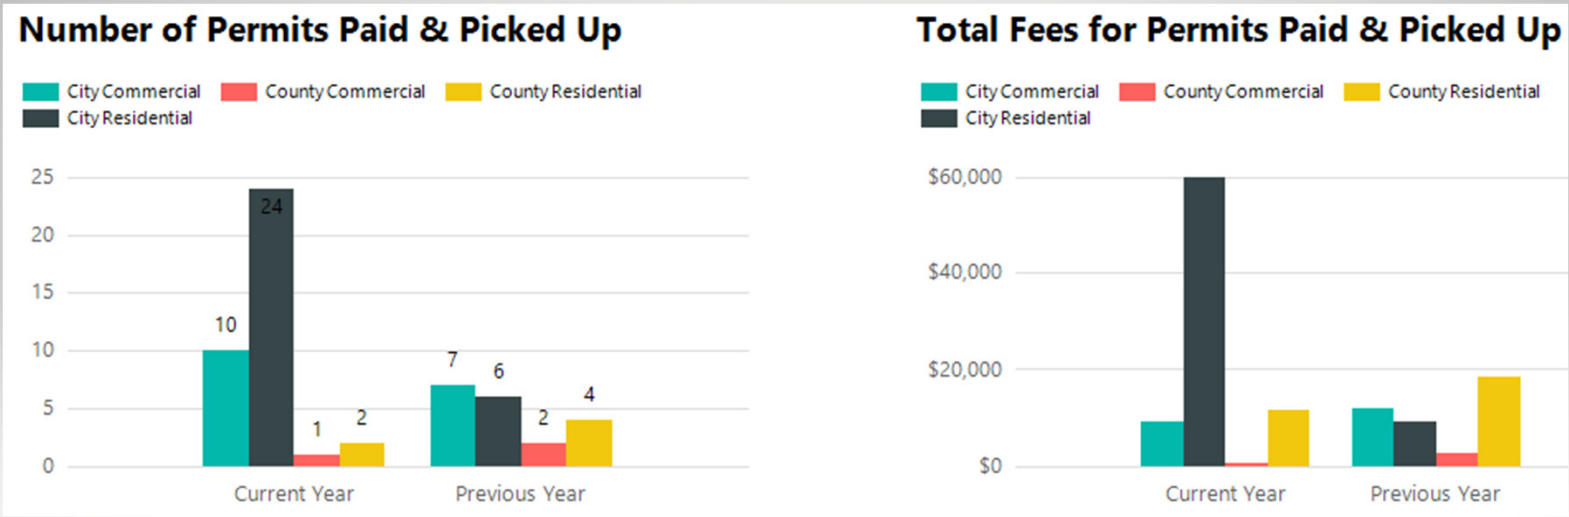 Number of Permits Paid & Picked Up
City Commercial County Commercial County Residential
City Residential
25
20
15
10
5
0
10
24
1
2
7
6
2
4
Current Year Previous Year
Total Fees for Permits Paid & Picked Up
City Commercial County Commercial County Residential
City Residential
$60,000
$40,000
$20,000
$0
Current Year Previous Year